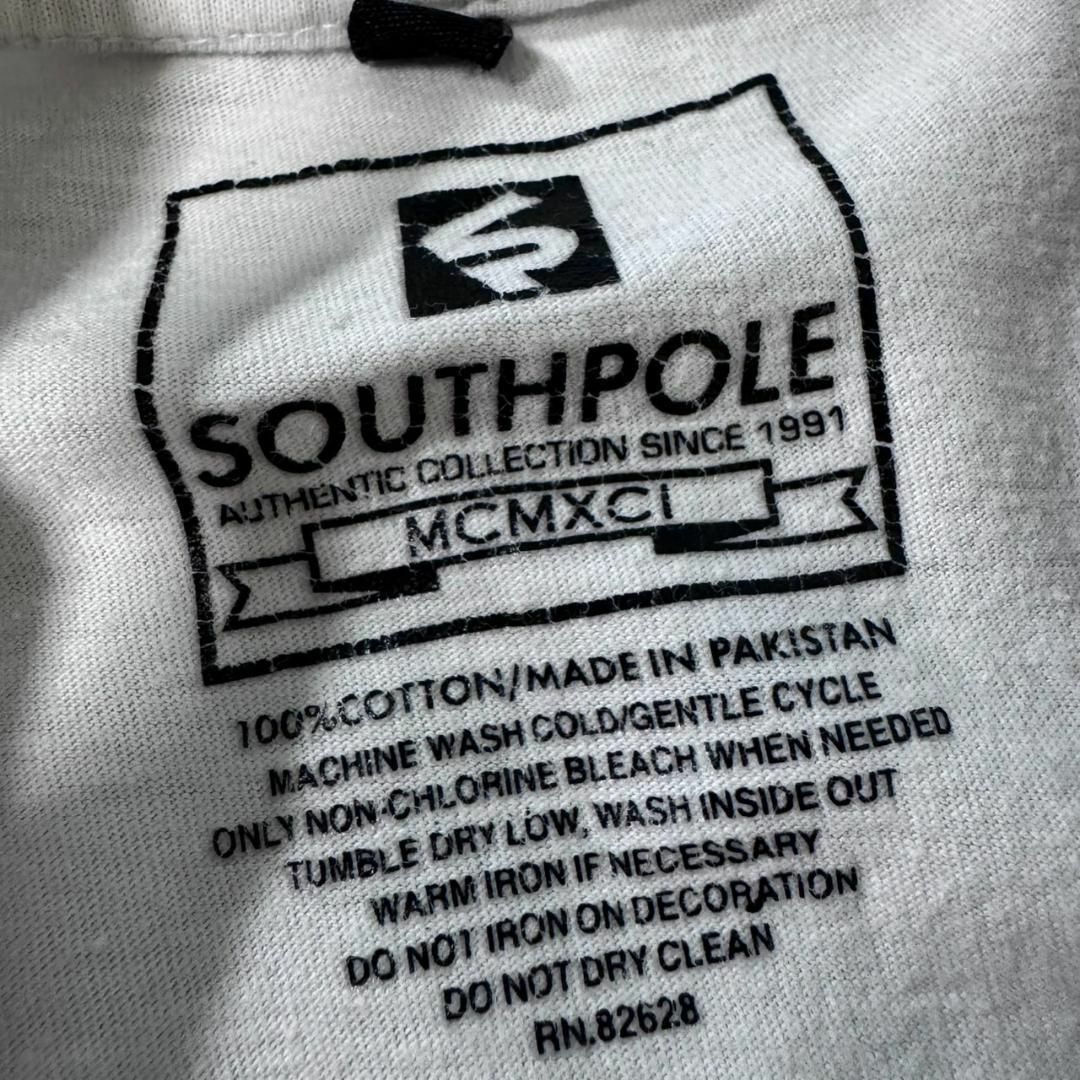 SOUTHPOLE
AUTHENTIC COLLECTION SINCE 1991
MCMXCI
100%COTTON/MADE IN PAKISTAN
MACHINE WASH COLD/GENTLE CYCLE
ONLY NON-CHLORINE BLEACH WHEN NEEDED
TUMBLE DRY LOW, WASH INSIDE OUT
WARM IRON IF NECESSARY
DO NOT IRON ON DECORATION
DO NOT DRY CLEAN
RN.82628